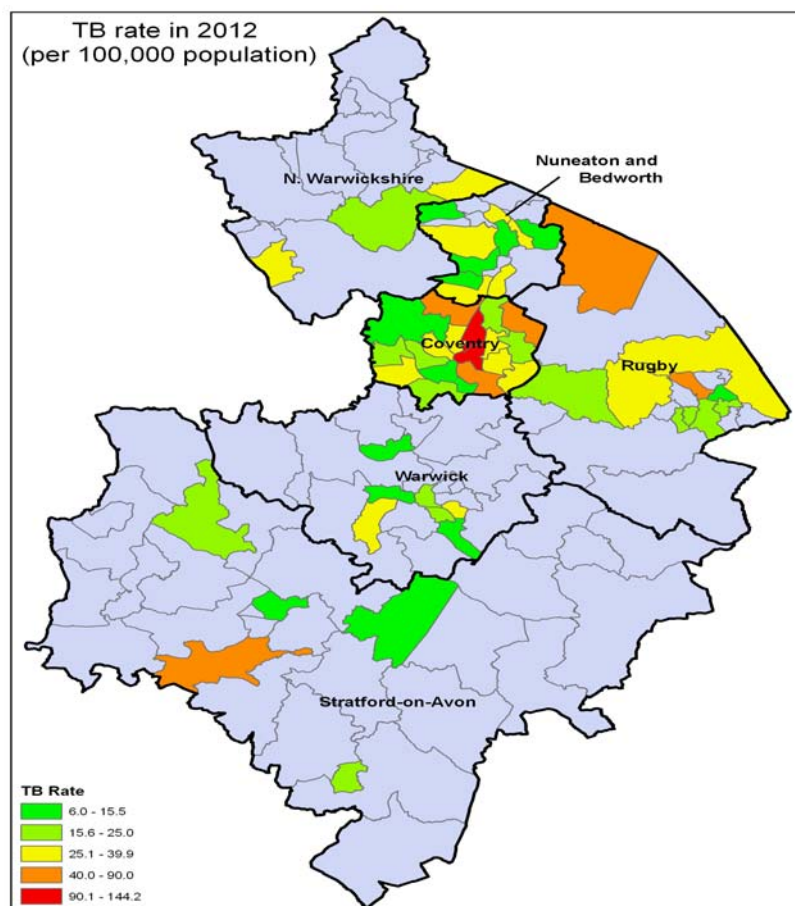 TB rate in 2012
(per 100,000 population)
Nuneaton and
Bedworth
N. Warwickshire
Coventry
Rugby
Warwick
Stratford-on-Avon
TB Rate
6.0 - 15.5
15.6 - 25.0
25.1 - 39.9
40.0 - 90.0
90.1 - 144.2